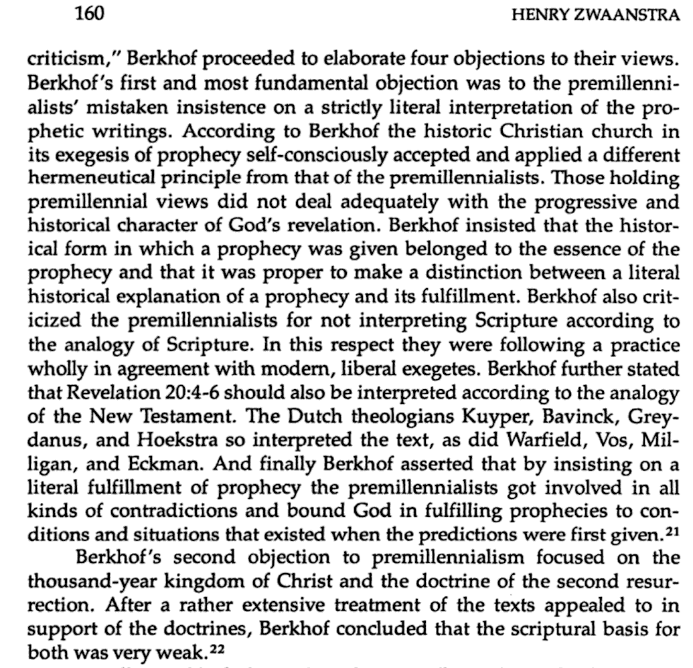 160 HENRY ZWAANSTRA
criticism," Berkhof proceeded to elaborate four objections to their views.
Berkhof's first and most fundamental objection was to the premillenni-
alists' mistaken insistence on a strictly literal interpretation of the pro-
phetic writings. According to Berkhof the historic Christian church in
its exegesis of prophecy self-consciously accepted and applied a different
hermeneutical principle from that of the premillennialists. Those holding
premillennial views did not deal adequately with the progressive and
historical character of God's revelation. Berkhof insisted that the histor-
ical form in which a prophecy was given belonged to the essence of the
prophecy and that it was proper to make a distinction between a literal
historical explanation of a prophecy and its fulfillment. Berkhof also crit-
icized the premillennialists for not interpreting Scripture according to
the analogy of Scripture. In this respect they were following a practice
wholly in agreement with modern, liberal exegetes. Berkhof further stated
that Revelation 20:4-6 should also be interpreted according to the analogy
of the New Testament. The Dutch theologians Kuyper, Bavinck, Grey-
danus, and Hoekstra so interpreted the text, as did Warfield, Vos, Mil-
ligan, and Eckman. And finally Berkhof asserted that by insisting on a
literal fulfillment of prophecy the premillennialists got involved in all
kinds of contradictions and bound God in fulfilling prophecies to con-
ditions and situations that existed when the predictions were first given.21
Berkhof's second objection to premillennialism focused on the
thousand-year kingdom of Christ and the doctrine of the second resur-
rection. After a rather extensive treatment of the texts appealed to in
support of the doctrines, Berkhof concluded that the scriptural basis for
both was very weak.22